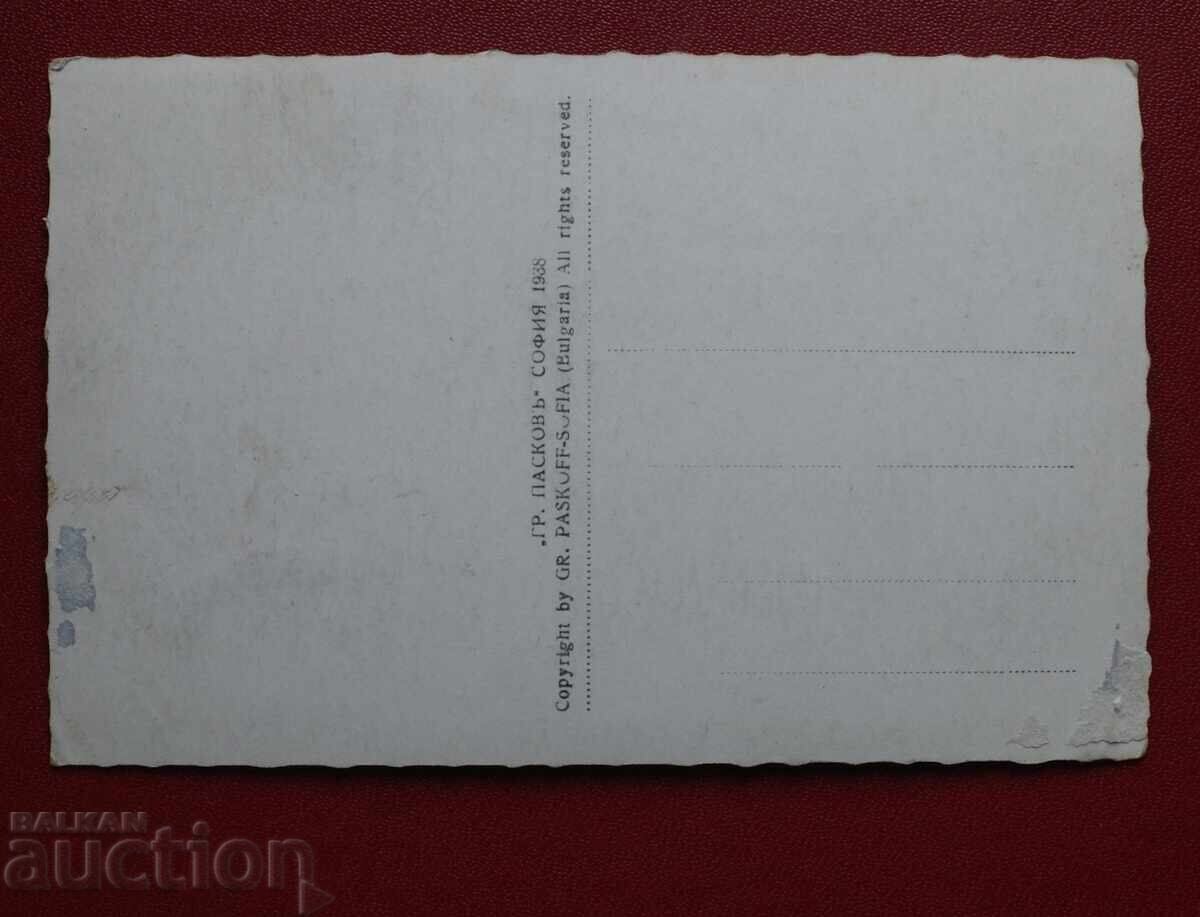 „ГР. ПАСКОВЪ" СОФИЯ 1938
Copyright by GR. PASKOFF-SOFIA (Bulgaria) All rights reserved.
BALKAN
auction